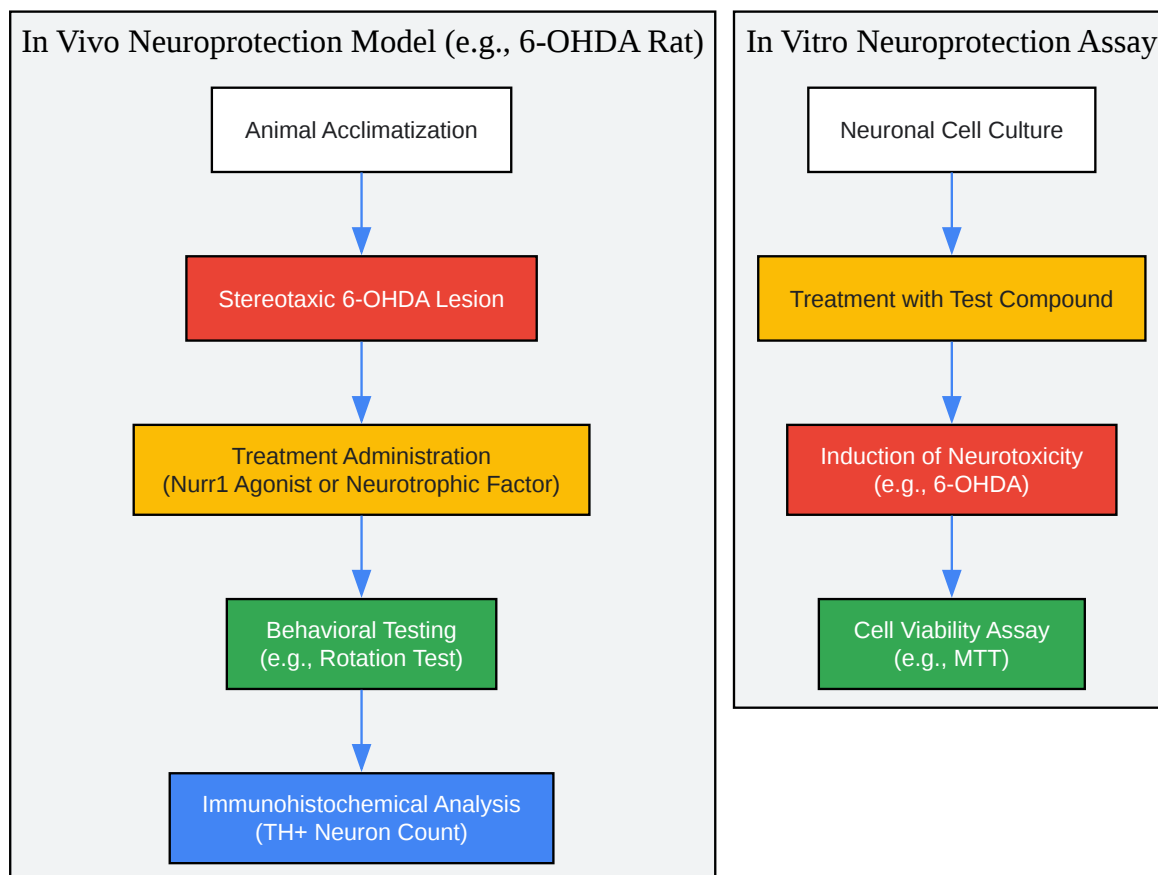 In Vivo Neuroprotection Model (e.g., 6-OHDA Rat)
Animal Acclimatization
Stereotaxic 6-OHDA Lesion
Treatment Administration
(Nurr1 Agonist or Neurotrophic Factor)
Behavioral Testing
(e.g., Rotation Test)
Immunohistochemical Analysis
(TH+ Neuron Count)
In Vitro Neuroprotection Assay
Neuronal Cell Culture
Treatment with Test Compound
Induction of Neurotoxicity
(e.g., 6-OHDA)
Cell Viability Assay
(e.g., MTT)